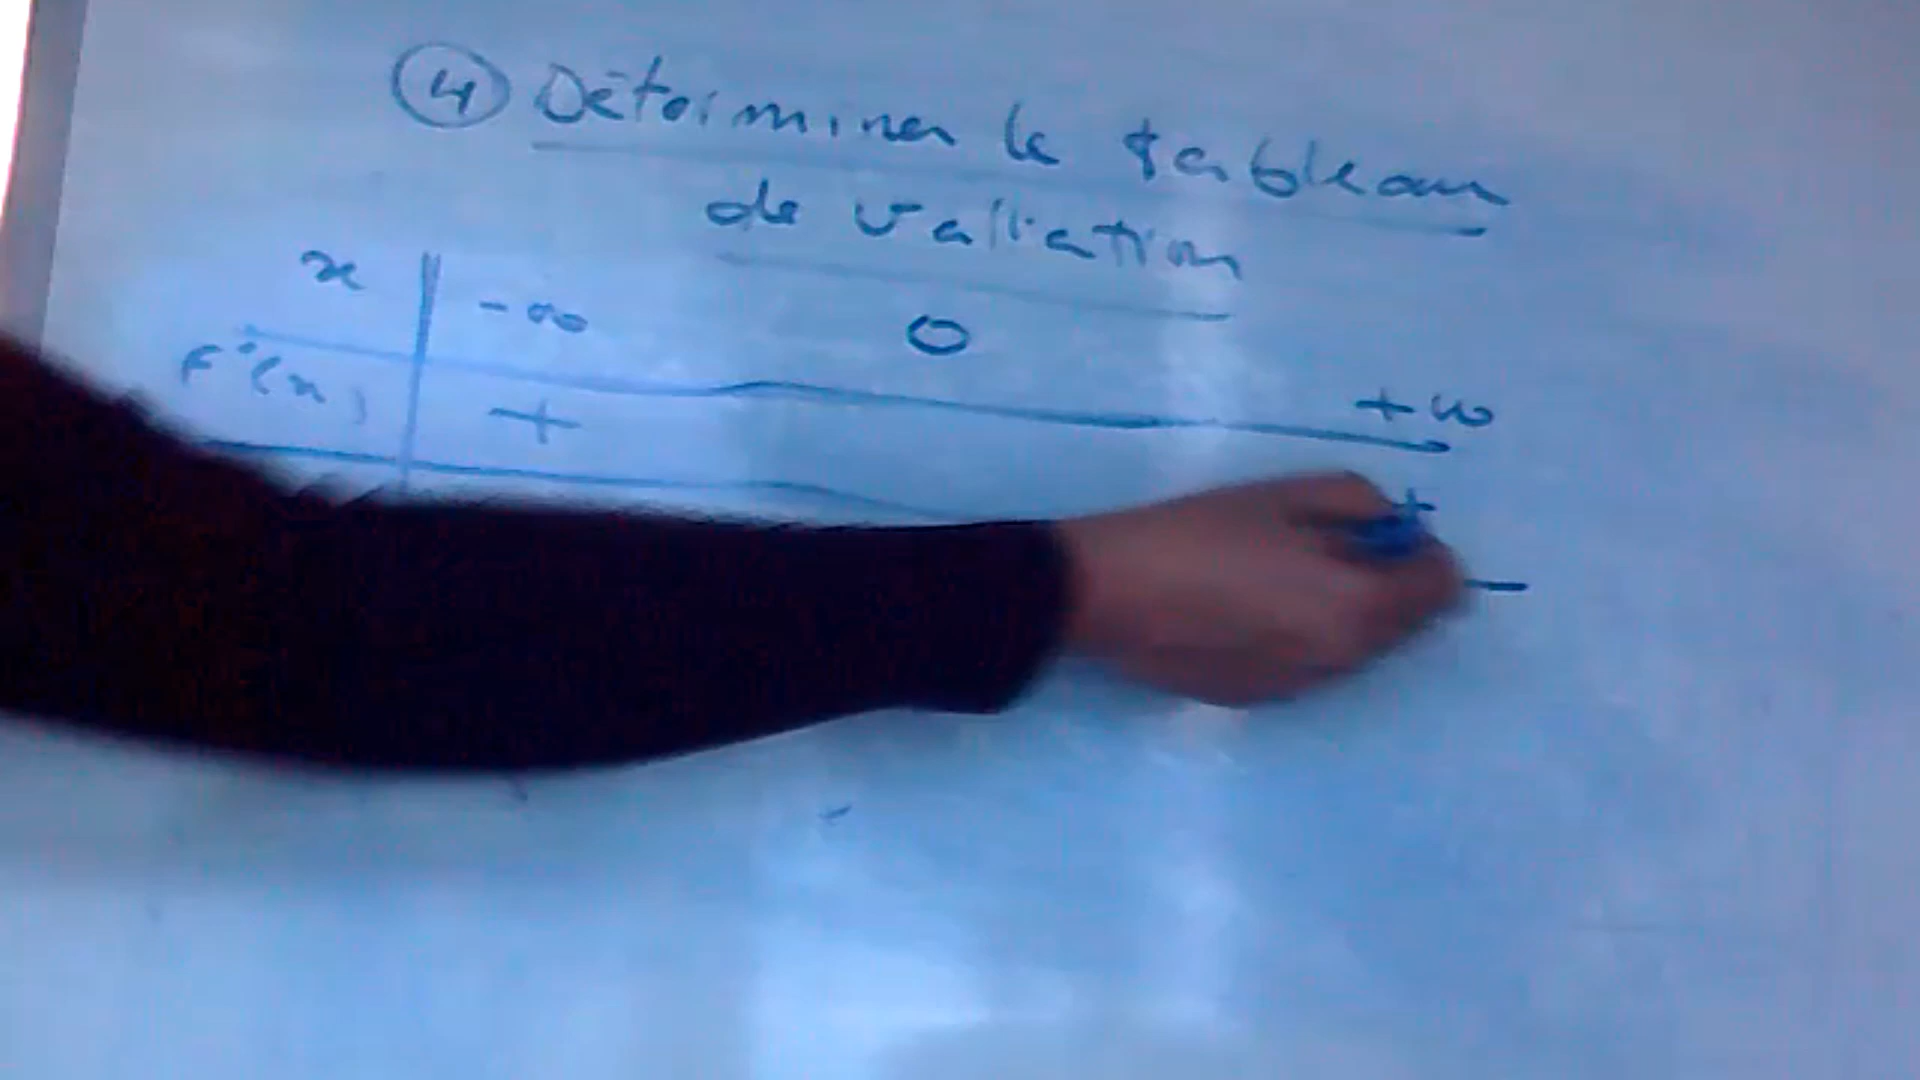 ④ Déterminer le tableau
de variation
x -∞ 0 +∞
f'(x) + +